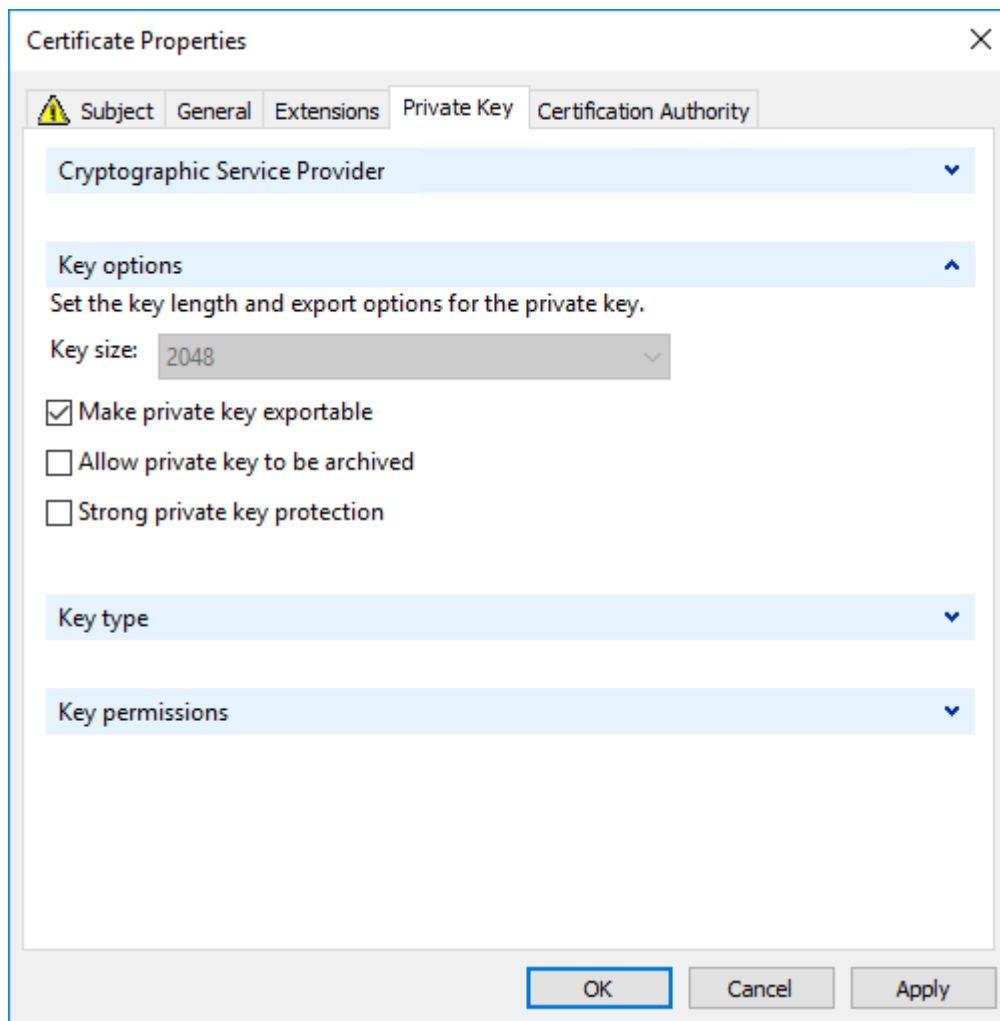 Certificate Properties
Subject General Extensions Private Key Certification Authority
Cryptographic Service Provider
Key options
Set the key length and export options for the private key.
Key size: 2048
Make private key exportable
Allow private key to be archived
Strong private key protection
Key type
Key permissions
OK Cancel Apply